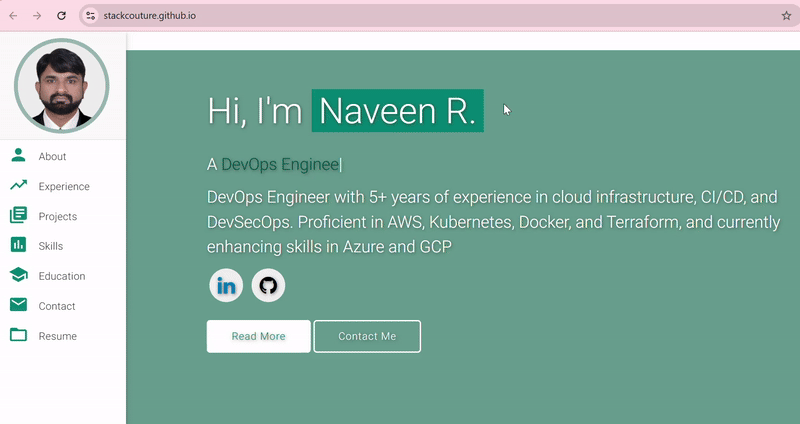 stackcouture.github.io
Hi, I'm Naveen R.
A DevOps Enginee
DevOps Engineer with 5+ years of experience in cloud infrastructure, CI/CD, and
DevSecOps. Proficient in AWS, Kubernetes, Docker, and Terraform, and currently
enhancing skills in Azure and GCP
in
Read More
Contact Me
About
Experience
Projects
Skills
Education
Contact
Resume